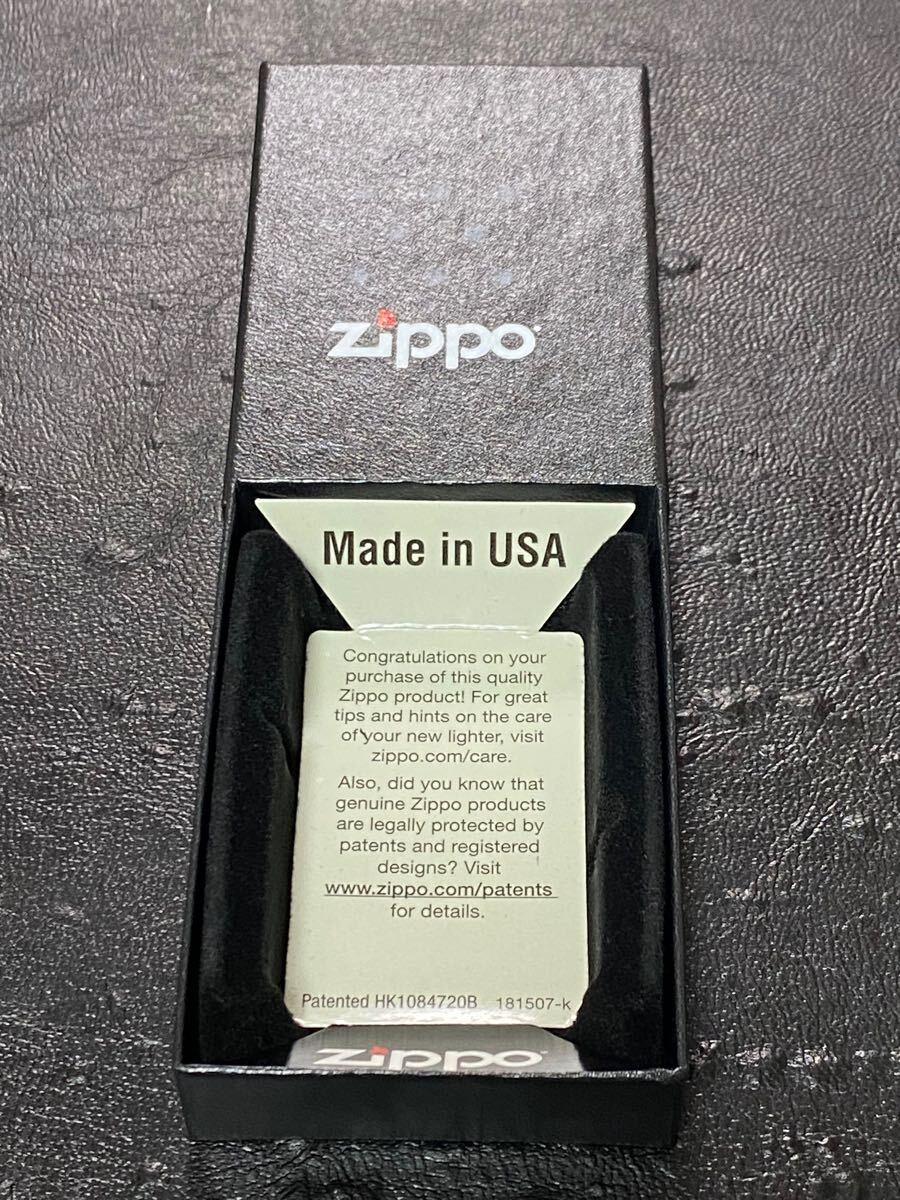 Zippo
Made in USA
Congratulations on your
purchase of this quality
Zippo product! For great
tips and hints on the care
of your new lighter, visit
zippo.com/care.
Also, did you know that
genuine Zippo products
are legally protected by
patents and registered
designs? Visit
www.zippo.com/patents
for details.
Patented HK1084720B 181507-k
Zippo